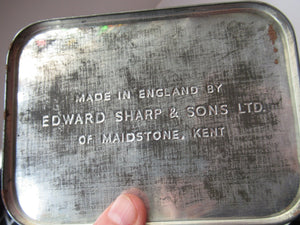 MADE IN ENGLAND BY
EDWARD SHARP & SONS LTD.
OF MAIDSTONE, KENT